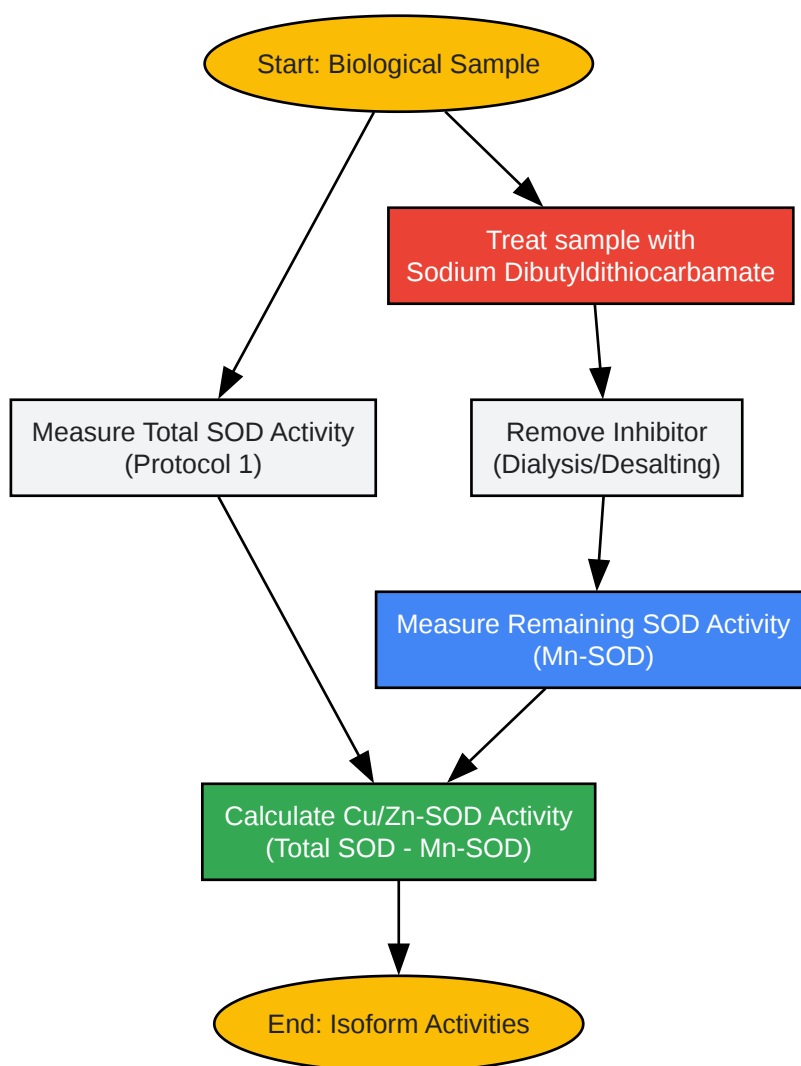 Start: Biological Sample
Treat sample with
Sodium Dibutyldithiocarbamate
Measure Total SOD Activity
(Protocol 1)
Remove Inhibitor
(Dialysis/Desalting)
Measure Remaining SOD Activity
(Mn-SOD)
Calculate Cu/Zn-SOD Activity
(Total SOD - Mn-SOD)
End: Isoform Activities